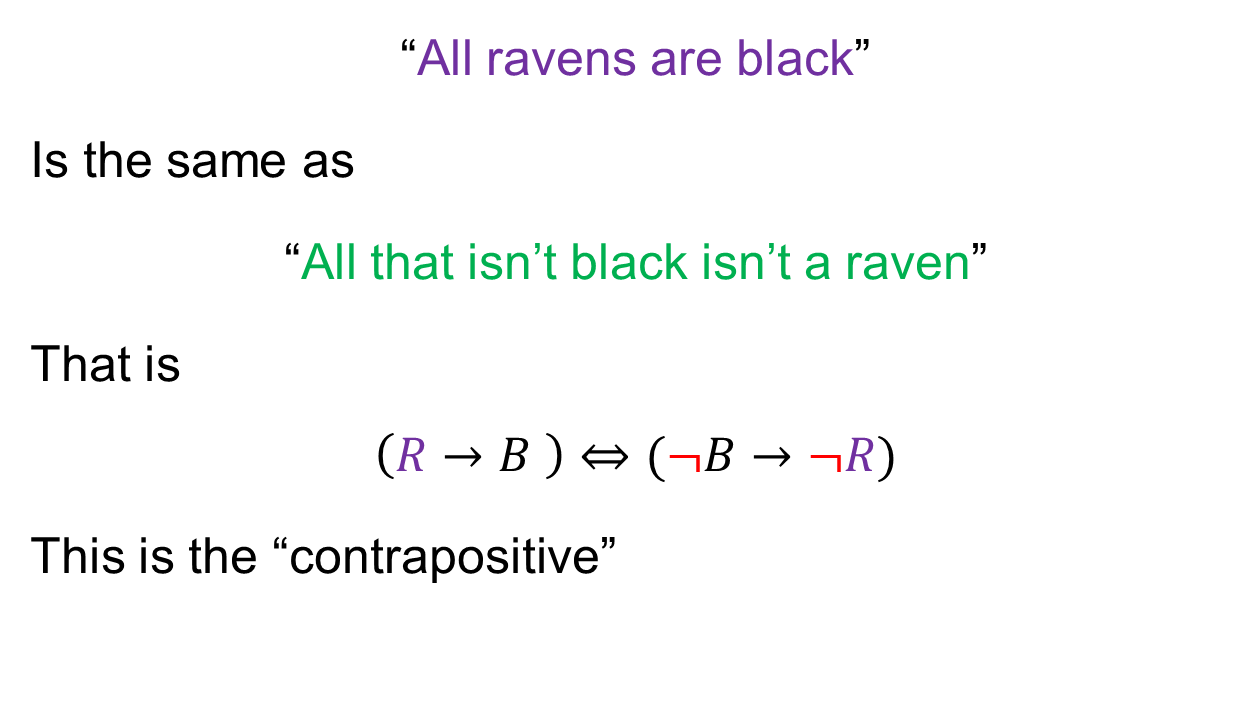 “All ravens are black”
Is the same as
“All that isn’t black isn’t a raven”
That is
(R → B ) ⇔ (¬B → ¬R)
This is the “contrapositive”